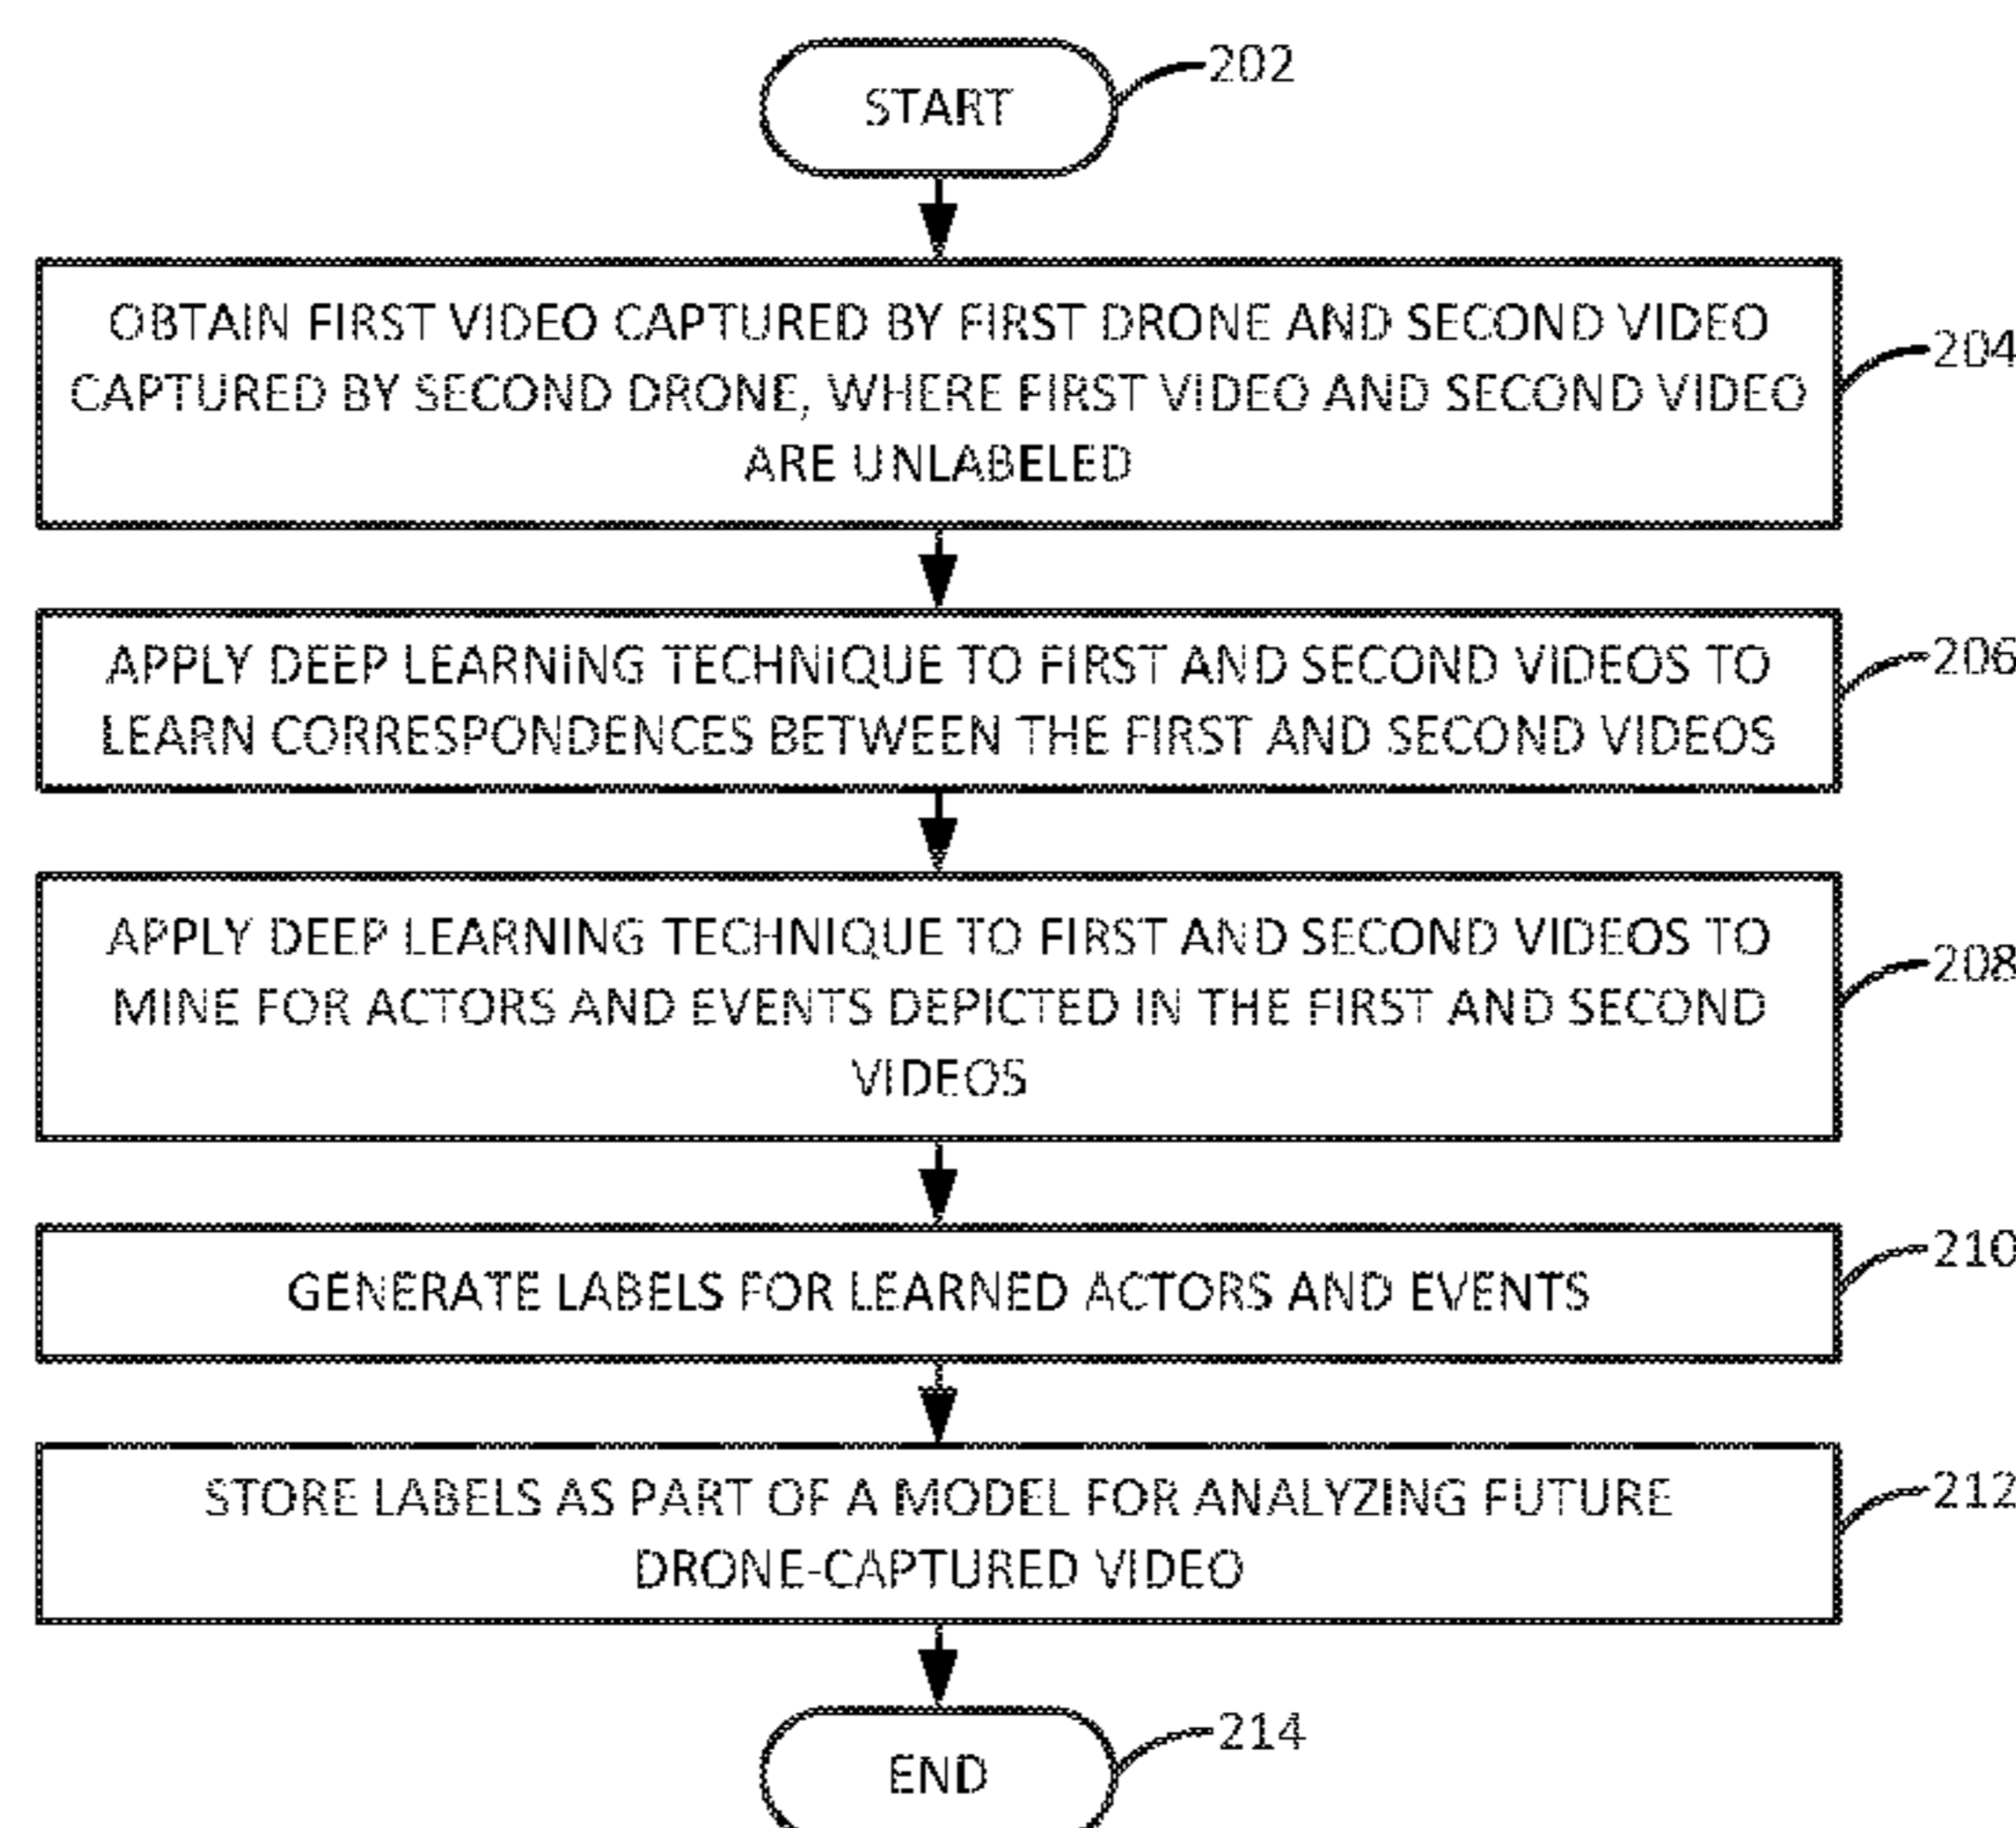 START
202
OBTAIN FIRST VIDEO CAPTURED BY FIRST DRONE AND SECOND VIDEO
CAPTURED BY SECOND DRONE, WHERE FIRST VIDEO AND SECOND VIDEO
ARE UNLABELED
204
APPLY DEEP LEARNING TECHNIQUE TO FIRST AND SECOND VIDEOS TO
LEARN CORRESPONDENCES BETWEEN THE FIRST AND SECOND VIDEOS
206
APPLY DEEP LEARNING TECHNIQUE TO FIRST AND SECOND VIDEOS TO
MINE FOR ACTORS AND EVENTS DEPICTED IN THE FIRST AND SECOND
VIDEOS
208
GENERATE LABELS FOR LEARNED ACTORS AND EVENTS
210
STORE LABELS AS PART OF A MODEL FOR ANALYZING FUTURE
DRONE-CAPTURED VIDEO
212
END
214